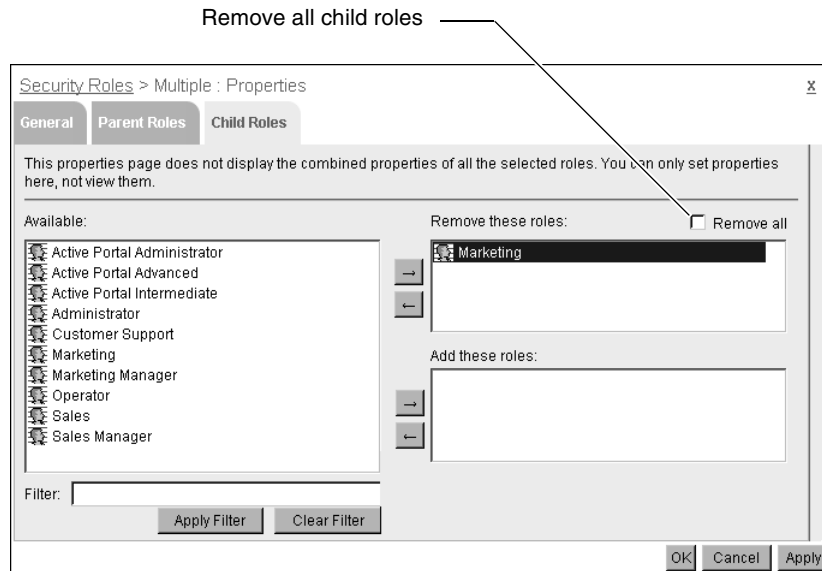 Remove all child roles
Security Roles > Multiple : Properties
x
General
Parent Roles
Child Roles
This properties page does not display the combined properties of all the selected roles. You can only set properties
here, not view them.
Available:
Active Portal Administrator
Active Portal Advanced
Active Portal Intermediate
Administrator
Customer Support
Marketing
Marketing Manager
Operator
Sales
Sales Manager
Filter:
Apply Filter
Clear Filter
→
←
Remove these roles:
Remove all
Marketing
→
←
Add these roles:
OK
Cancel
Apply